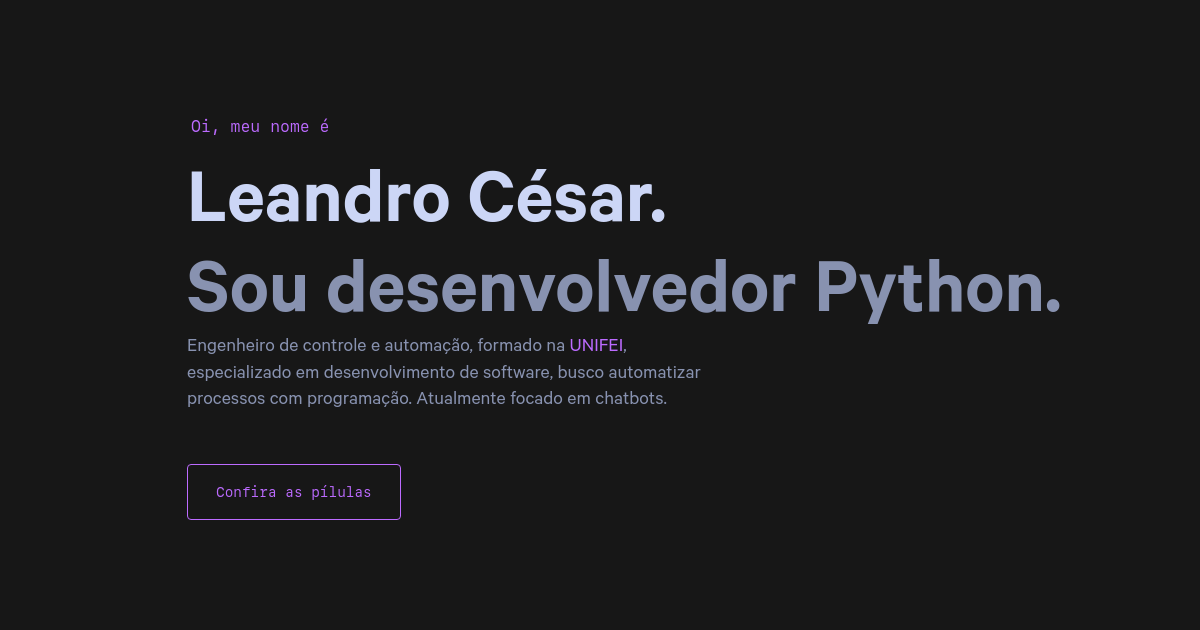 Oi, meu nome é
Leandro César.
Sou desenvolvedor Python.
Engenheiro de controle e automação, formado na UNIFEI,
especializado em desenvolvimento de software, busco automatizar
processos com programação. Atualmente focado em chatbots.
Confira as pílulas